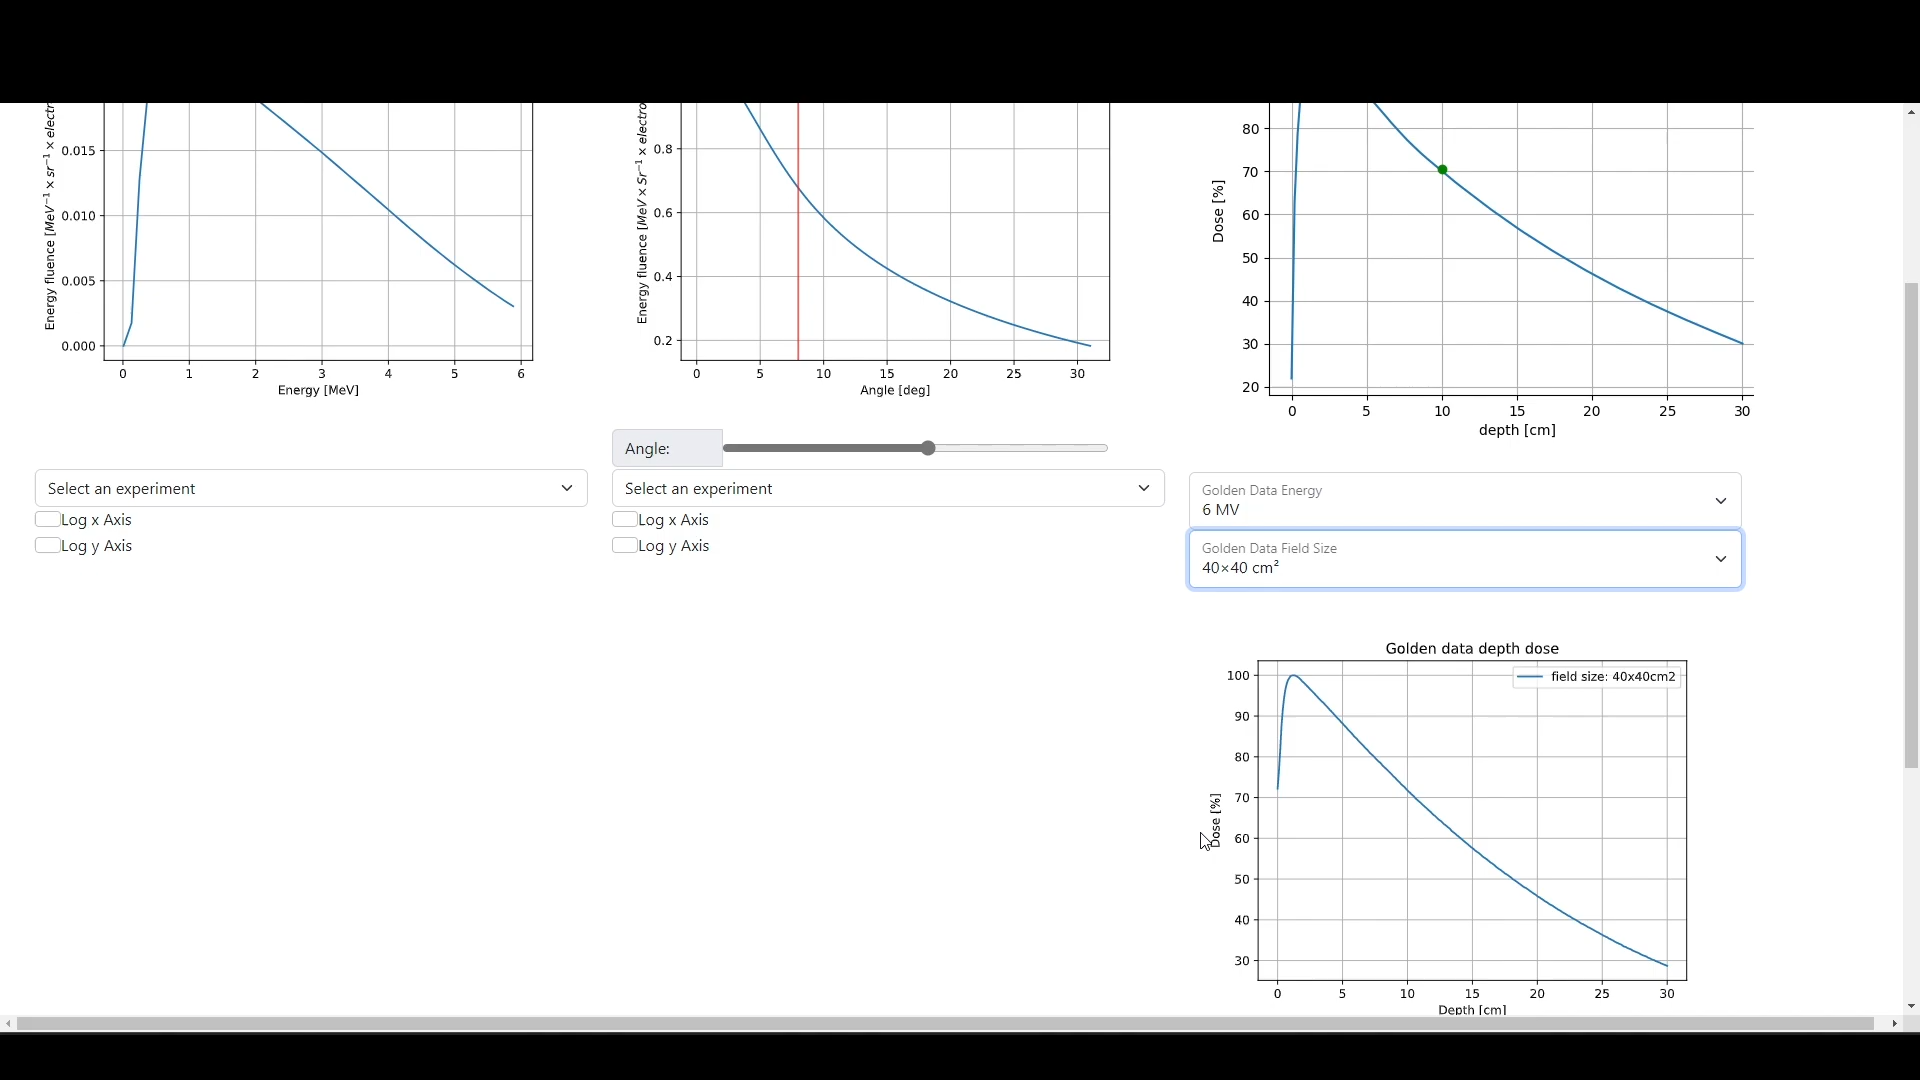 Energy fluence [MeV⁻¹ × sr⁻¹ × electr
0.015
0.010
0.005
0.000
0 1 2 3 4 5 6
Energy [MeV]
Energy fluence [MeV × Sr⁻¹ × electro
0.8
0.6
0.4
0.2
0 5 10 15 20 25 30
Angle [deg]
Dose [%]
80
70
60
50
40
30
20
0 5 10 15 20 25 30
depth [cm]
Angle:
Select an experiment
Log x Axis
Log y Axis
Select an experiment
Log x Axis
Log y Axis
Golden Data Energy
6 MV
Golden Data Field Size
40×40 cm²
Golden data depth dose
field size: 40x40cm2
Dose [%]
100
90
80
70
60
50
40
30
0 5 10 15 20 25 30
Depth [cm]